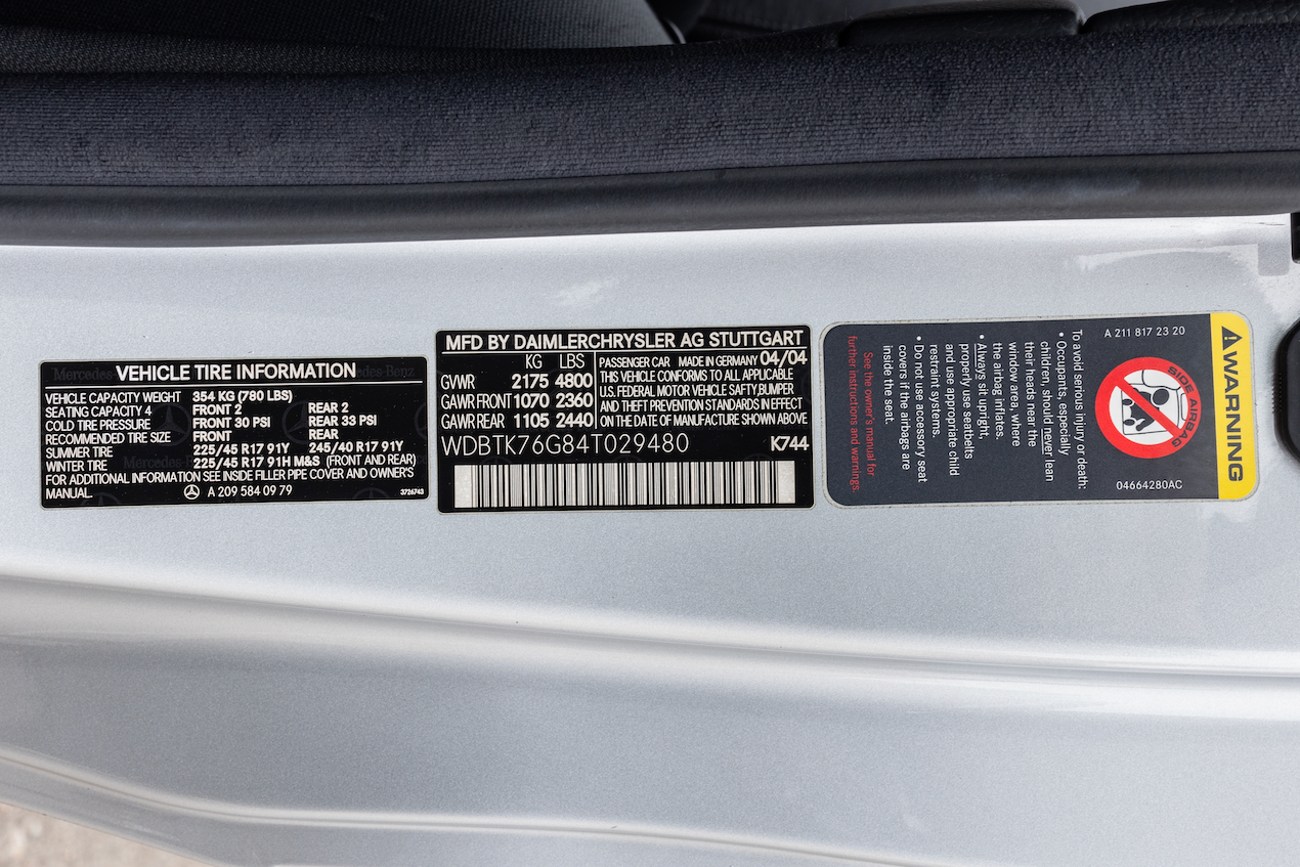 VEHICLE TIRE INFORMATION
VEHICLE CAPACITY WEIGHT 354 KG (780 LBS)
SEATING CAPACITY 4 FRONT 2 REAR 2
COLD TIRE PRESSURE FRONT 30 PSI REAR 33 PSI
RECOMMENDED TIRE SIZE FRONT REAR
SUMMER TIRE 225/45 R17 91Y 245/40 R17 91Y
WINTER TIRE 225/45 R17 91H M&S (FRONT AND REAR)
FOR ADDITIONAL INFORMATION SEE INSIDE FILLER PIPE COVER AND OWNER'S
MANUAL. A 209 584 09 79 3726743
MFD BY DAIMLERCHRYSLER AG STUTTGART
KG LBS
GVWR 2175 4800
GAWR FRONT 1070 2360
GAWR REAR 1105 2440
PASSENGER CAR MADE IN GERMANY 04/04
THIS VEHICLE CONFORMS TO ALL APPLICABLE
U.S. FEDERAL MOTOR VEHICLE SAFTY,BUMPER
AND THEFT PREVENTION STANDARDS IN EFFECT
ON THE DATE OF MANUFACTURE SHOWN ABOVE
WDBTK76G84T029480 K744
WARNING
A 211 817 23 20
SIDE AIRBAG
04664280AC
To avoid serious injury or death:
• Occupants, especially
children, should never lean
their heads near the
window area, where
the airbag inflates.
• Always sit upright,
properly use seatbelts
and use appropriate child
restraint systems.
• Do not use accessory seat
covers if the airbags are
inside the seat.
See the owner's manual for
further instructions and warnings.